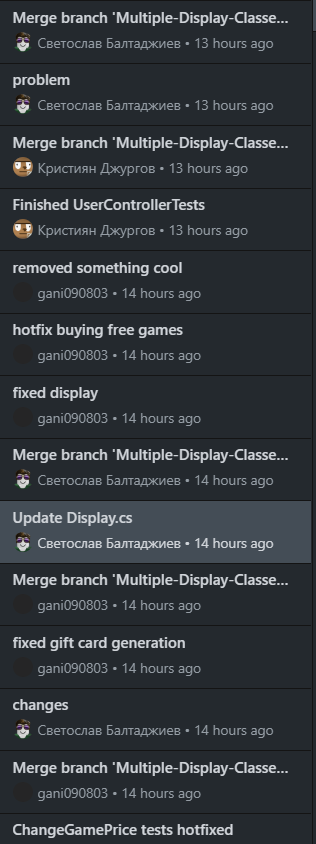 Merge branch 'Multiple-Display-Classe...
Светослав Балтаджиев • 13 hours ago
problem
Светослав Балтаджиев • 13 hours ago
Merge branch 'Multiple-Display-Classe...
Кристиян Джургов • 13 hours ago
Finished UserControllerTests
Кристиян Джургов • 13 hours ago
removed something cool
gani090803 • 14 hours ago
hotfix buying free games
gani090803 • 14 hours ago
fixed display
gani090803 • 14 hours ago
Merge branch 'Multiple-Display-Classe...
Светослав Балтаджиев • 14 hours ago
Update Display.cs
Светослав Балтаджиев • 14 hours ago
Merge branch 'Multiple-Display-Classe...
gani090803 • 14 hours ago
fixed gift card generation
gani090803 • 14 hours ago
changes
Светослав Балтаджиев • 14 hours ago
Merge branch 'Multiple-Display-Classe...
gani090803 • 14 hours ago
ChangeGamePrice tests hotfixed